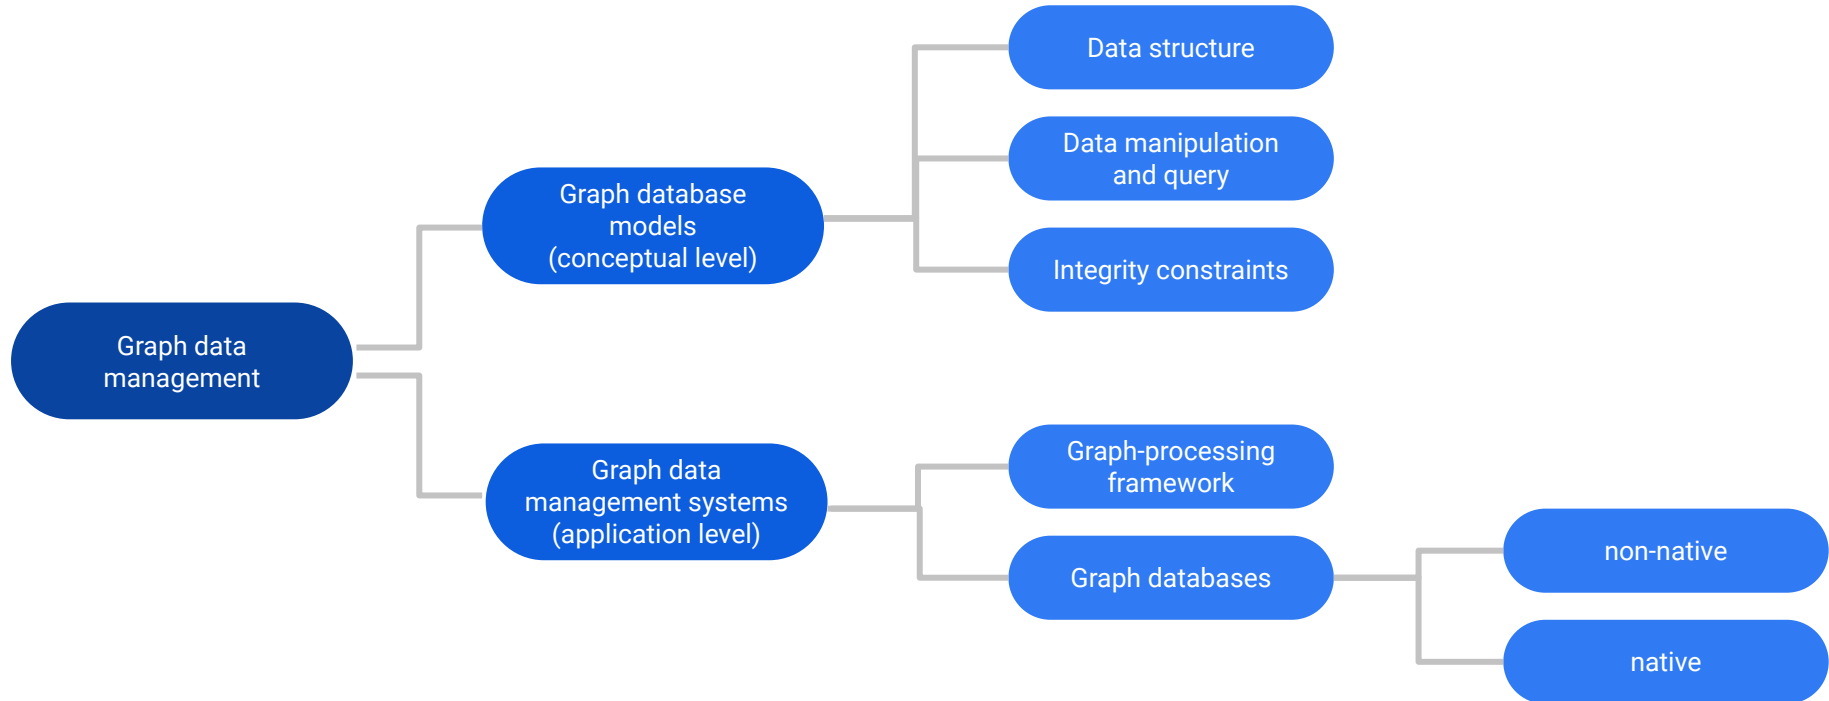 Graph data
management
Graph database
models
(conceptual level)
Data structure
Data manipulation
and query
Integrity constraints
Graph data
management systems
(application level)
Graph-processing
framework
Graph databases
non-native
native